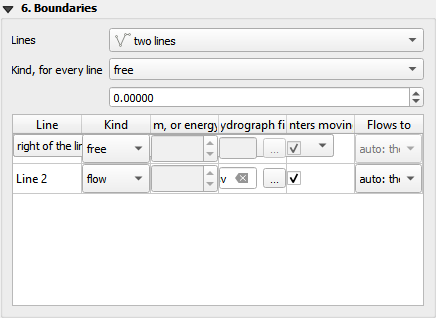 6. Boundaries
Lines
two lines
Kind, for every line
free
0.00000
Line Kind m, or energy ydrograph fi nters movin Flows to
right of the lin free ... auto: the
Line 2 flow v ... auto: the